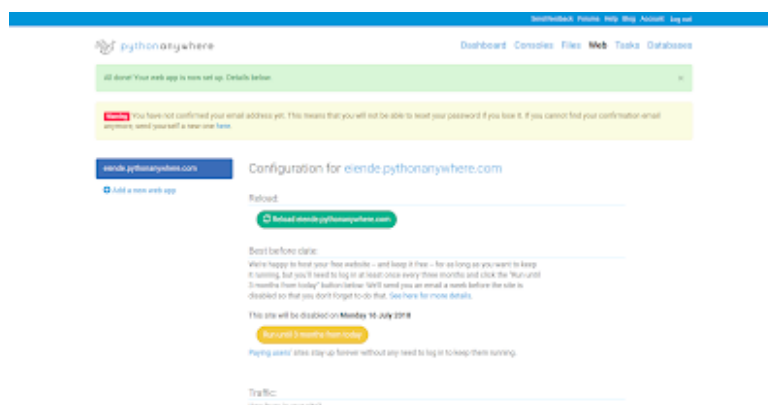 Send feedback Forums Help Blog Account Log out
pythonanywhere
Dashboard Consoles Files Web Tasks Databases
All done! Your web app is now set up. Details below.
Warning You have not confirmed your email address yet. This means that you will not be able to reset your password if you lose it. If you cannot find your confirmation email
anymore, send yourself a new one here.
eiende.pythonanywhere.com
Add a new web app
Configuration for eiende.pythonanywhere.com
Reload:
Reload eiende.pythonanywhere.com
Best before date:
We're happy to host your free website – and keep it free – for as long as you want to keep
it running, but you'll need to log in at least once every three months and click the "Run until
3 months from today" button below. We'll send you an email a week before the site is
disabled so that you don't forget to do that. See here for more details.
This site will be disabled on Monday 16 July 2018
Run until 3 months from today
Paying users' sites stay up forever without any need to log in to keep them running.
Traffic: